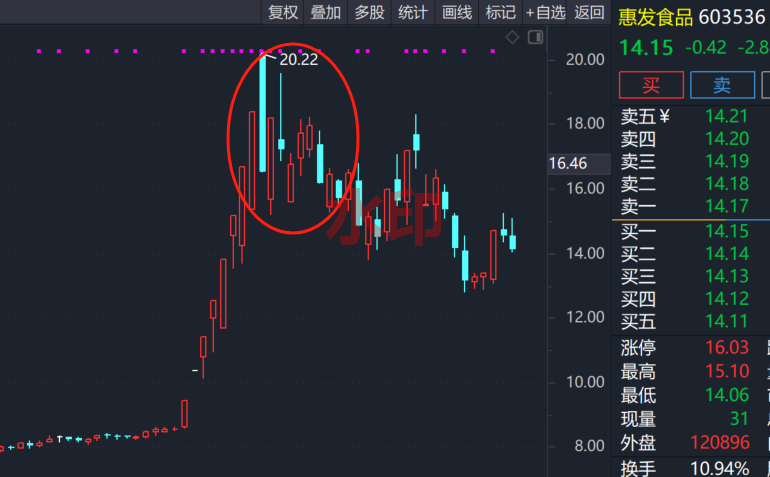 复权 叠加 多股 统计 画线 标记 +自选 返回
惠发食品 603536
14.15 -0.42 -2.8
买 卖
20.22
20.00
18.00
16.46
16.00
14.00
12.00
10.00
8.00
水印
卖五¥ 14.21
卖四 14.20
卖三 14.19
卖二 14.18
卖一 14.17
买一 14.15
买二 14.14
买三 14.13
买四 14.12
买五 14.11
涨停 16.03
最高 15.10
最低 14.06
现量 31
外盘 120896
换手 10.94%